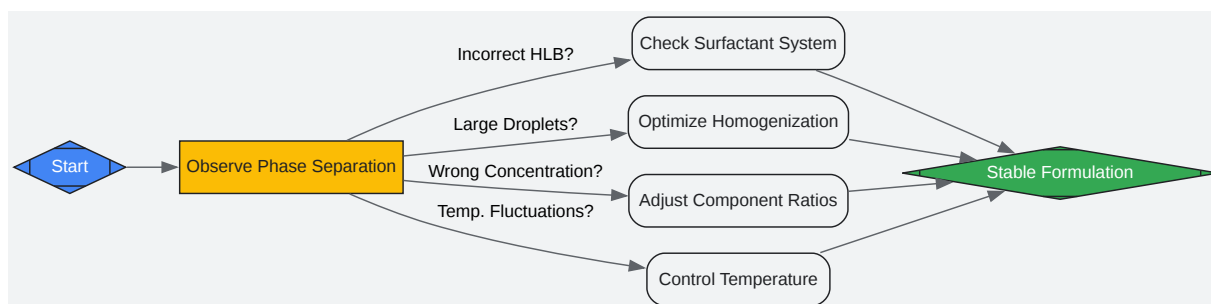 Start
Observe Phase Separation
Incorrect HLB?
Check Surfactant System
Large Droplets?
Optimize Homogenization
Wrong Concentration?
Adjust Component Ratios
Temp. Fluctuations?
Control Temperature
Stable Formulation